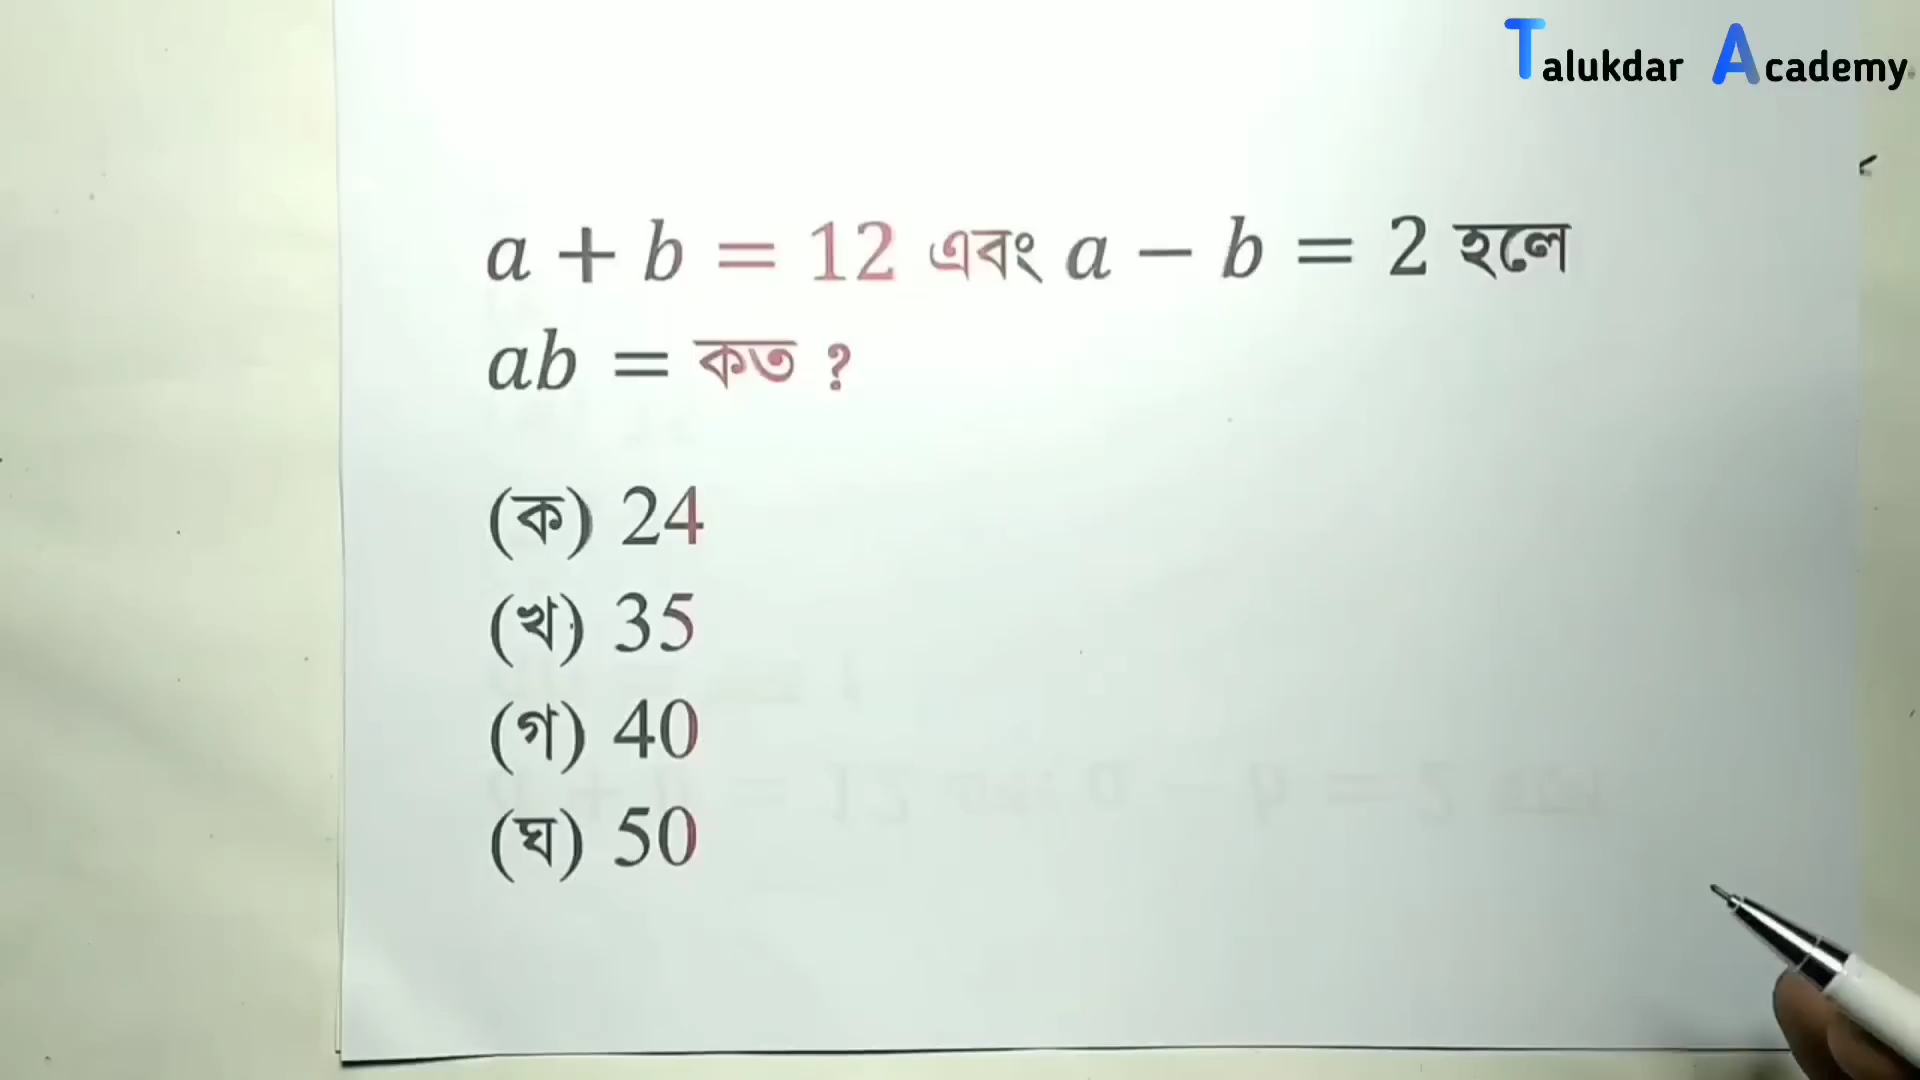 Talukdar Academy
a + b = 12 এবং a − b = 2 হলে
ab = কত ?
(ক) 24
(খ) 35
(গ) 40
(ঘ) 50